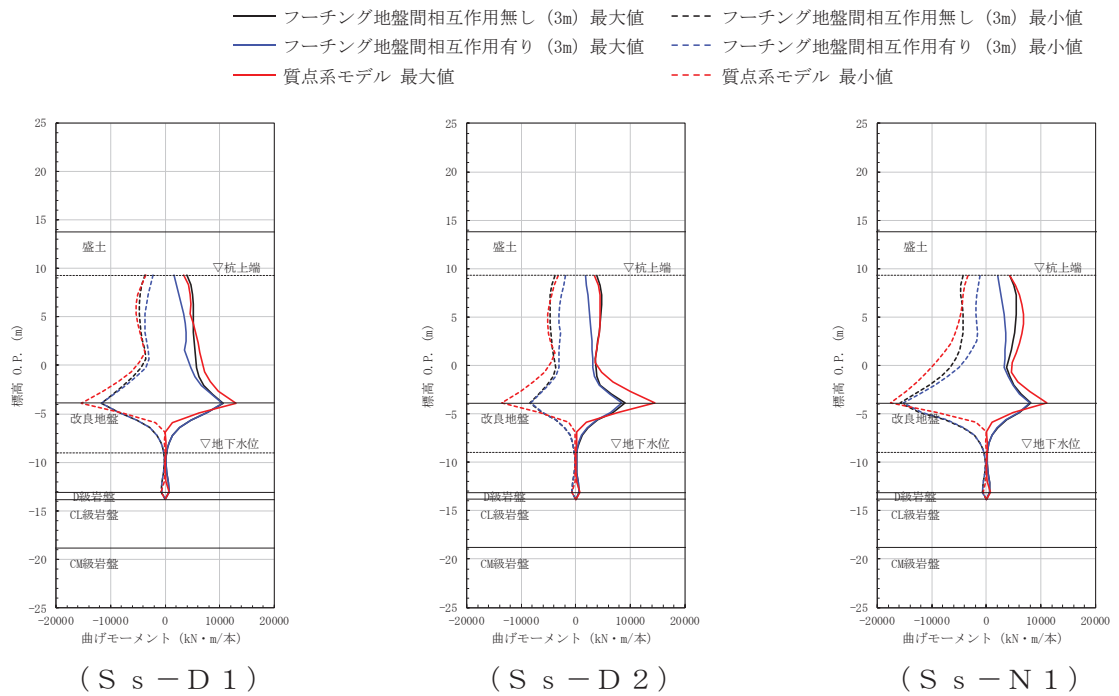 フーチング地盤間相互作用無し (3m) 最大値
フーチング地盤間相互作用無し (3m) 最小値
フーチング地盤間相互作用有り (3m) 最大値
フーチング地盤間相互作用有り (3m) 最小値
質点系モデル 最大値
質点系モデル 最小値
25
20
15
10
5
0
-5
-10
-15
-20
-25
標高 O.P. (m)
盛土
▽杭上端
改良地盤
▽地下水位
D級岩盤
CL級岩盤
CM級岩盤
-20000 -10000 0 10000 20000
曲げモーメント (kN・m/本)
(Ss-D1)
25
20
15
10
5
0
-5
-10
-15
-20
-25
標高 O.P. (m)
盛土
▽杭上端
改良地盤
▽地下水位
D級岩盤
CL級岩盤
CM級岩盤
-20000 -10000 0 10000 20000
曲げモーメント (kN・m/本)
(Ss-D2)
25
20
15
10
5
0
-5
-10
-15
-20
-25
標高 O.P. (m)
盛土
▽杭上端
改良地盤
▽地下水位
D級岩盤
CL級岩盤
CM級岩盤
-20000 -10000 0 10000 20000
曲げモーメント (kN・m/本)
(Ss-N1)